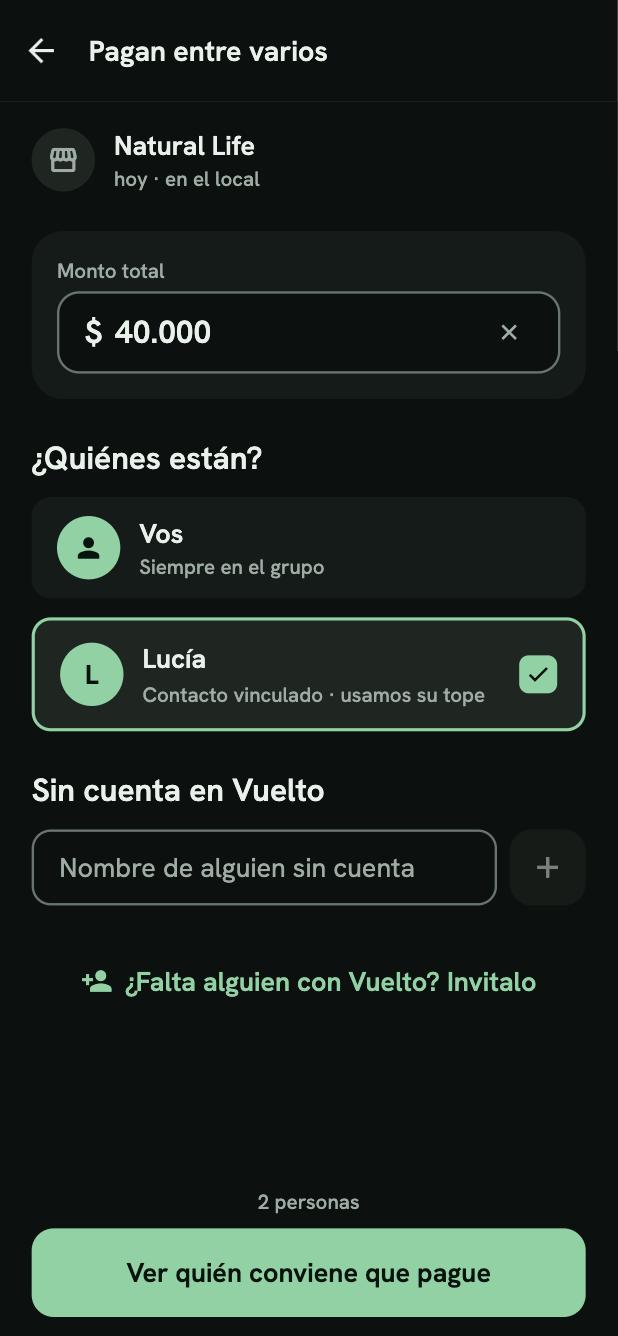 Pagan entre varios
Natural Life
hoy · en el local
Monto total
$ 40.000
¿Quiénes están?
Vos
Siempre en el grupo
L
Lucía
Contacto vinculado · usamos su tope
Sin cuenta en Vuelto
Nombre de alguien sin cuenta
¿Falta alguien con Vuelto? Invitalo
2 personas
Ver quién conviene que pague